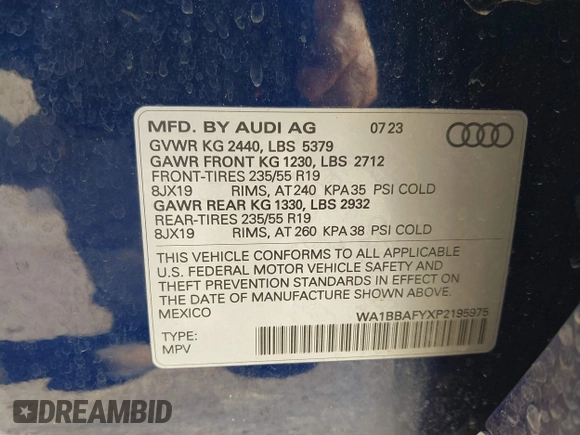 MFD. BY AUDI AG 07 23
GVWR KG 2440, LBS 5379
GAWR FRONT KG 1230, LBS 2712
FRONT-TIRES 235/55 R19
8JX19 RIMS, AT 240 KPA 35 PSI COLD
GAWR REAR KG 1330, LBS 2932
REAR-TIRES 235/55 R19
8JX19 RIMS, AT 260 KPA 38 PSI COLD
THIS VEHICLE CONFORMS TO ALL APPLICABLE
U.S. FEDERAL MOTOR VEHICLE SAFETY AND
THEFT PREVENTION STANDARDS IN EFFECT ON
THE DATE OF MANUFACTURE SHOWN ABOVE.
MEXICO
WA1BBAFYXP2195975
TYPE:
MPV
DREAMBID